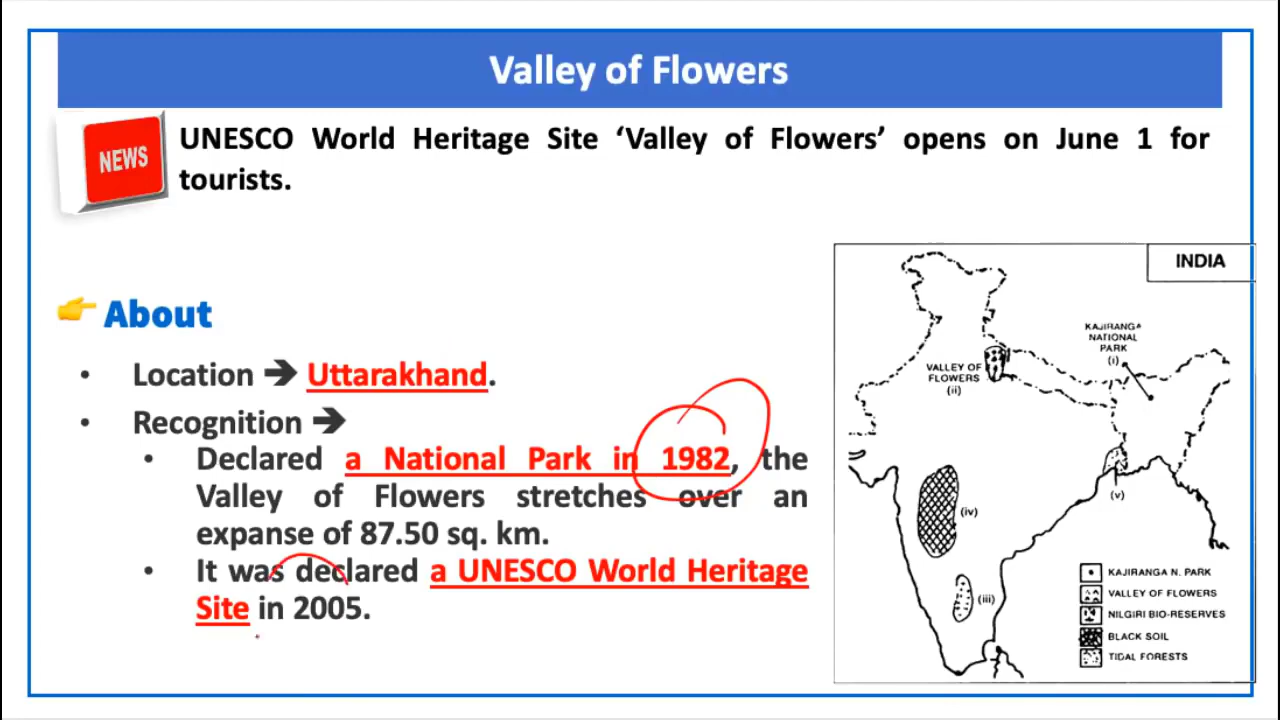 Valley of Flowers
NEWS
UNESCO World Heritage Site ‘Valley of Flowers’ opens on June 1 for
tourists.
About
• Location ➔ Uttarakhand.
• Recognition ➔
• Declared a National Park in 1982, the
Valley of Flowers stretches over an
expanse of 87.50 sq. km.
• It was declared a UNESCO World Heritage
Site in 2005.
INDIA
KAJIRANGA
NATIONAL
PARK
(i)
VALLEY OF
FLOWERS
(ii)
(v)
(iv)
(iii)
KAJIRANGA N. PARK
VALLEY OF FLOWERS
NILGIRI BIO-RESERVES
BLACK SOIL
TIDAL FORESTS